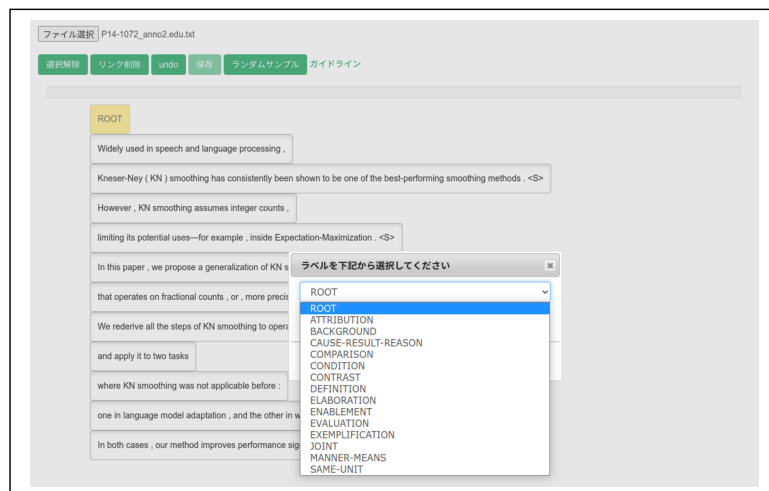 ファイル選択 P14-1072_anno2.edu.txt
選択解除 リンク削除 undo 保存 ランダムサンプル ガイドライン
ROOT
Widely used in speech and language processing ,
Kneser-Ney ( KN ) smoothing has consistently been shown to be one of the best-performing smoothing methods . <S>
However , KN smoothing assumes integer counts ,
limiting its potential uses—for example , inside Expectation-Maximization . <S>
In this paper , we propose a generalization of KN s
that operates on fractional counts , or , more precis
We rederive all the steps of KN smoothing to opera
and apply it to two tasks
where KN smoothing was not applicable before :
one in language model adaptation , and the other in w
In both cases , our method improves performance sig
ラベルを下記から選択してください
ROOT
ROOT
ATTRIBUTION
BACKGROUND
CAUSE-RESULT-REASON
COMPARISON
CONDITION
CONTRAST
DEFINITION
ELABORATION
ENABLEMENT
EVALUATION
EXEMPLIFICATION
JOINT
MANNER-MEANS
SAME-UNIT